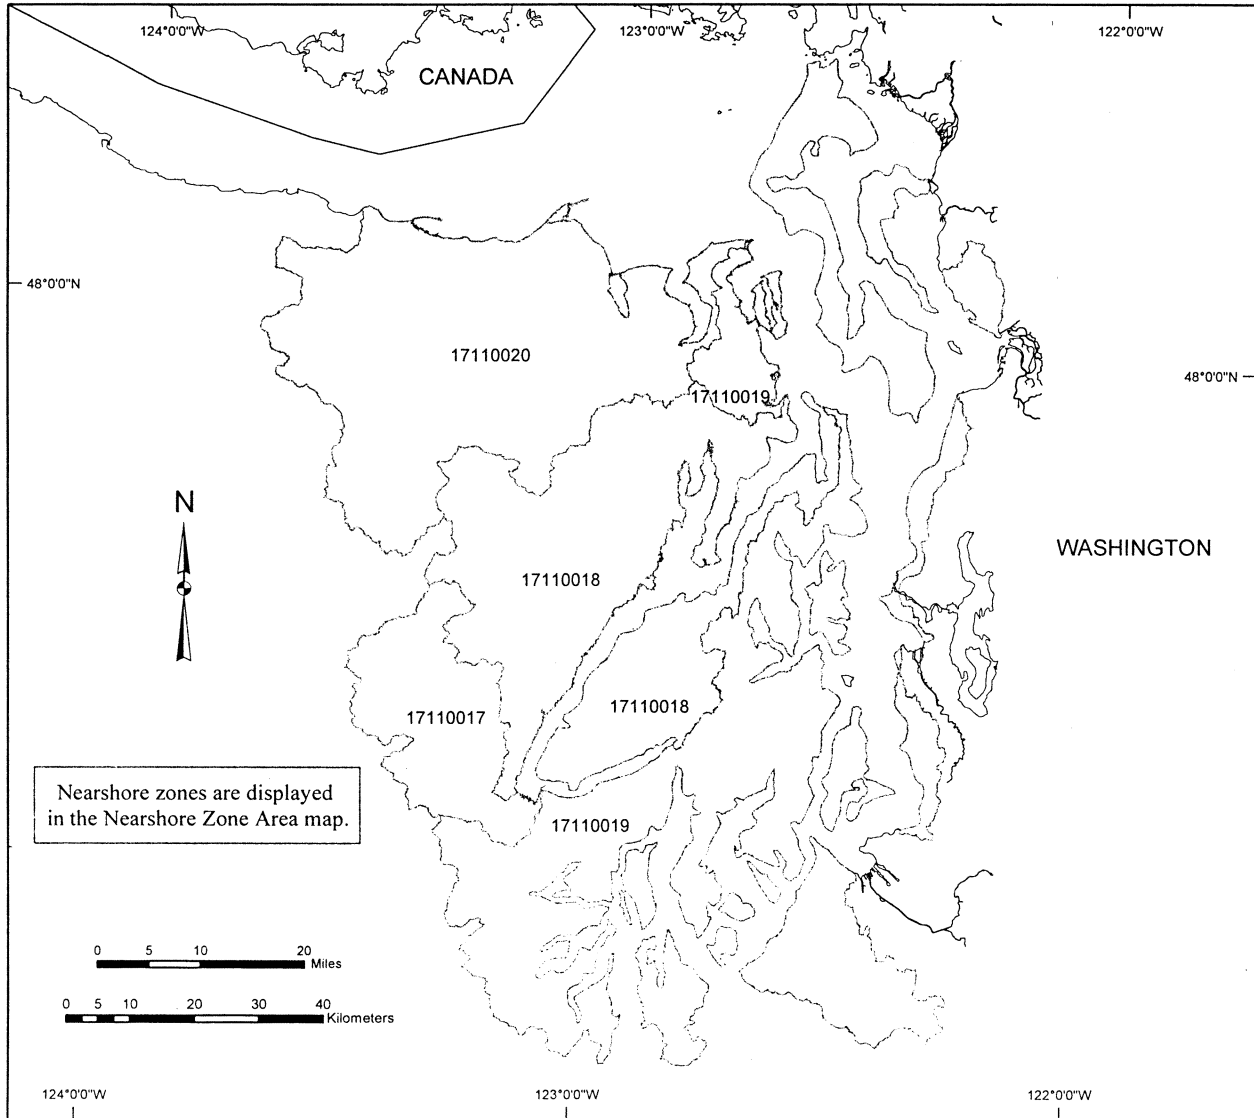 124°0'0"W
123°0'0"W
122°0'0"W
CANADA
48°0'0"N
17110020
48°0'0"N
17110019
N
WASHINGTON
17110018
17110018
17110017
Nearshore zones are displayed
in the Nearshore Zone Area map.
17110019
0 5 10 20
Miles
0 5 10 20 30 40
Kilometers
124°0'0"W
123°0'0"W
122°0'0"W